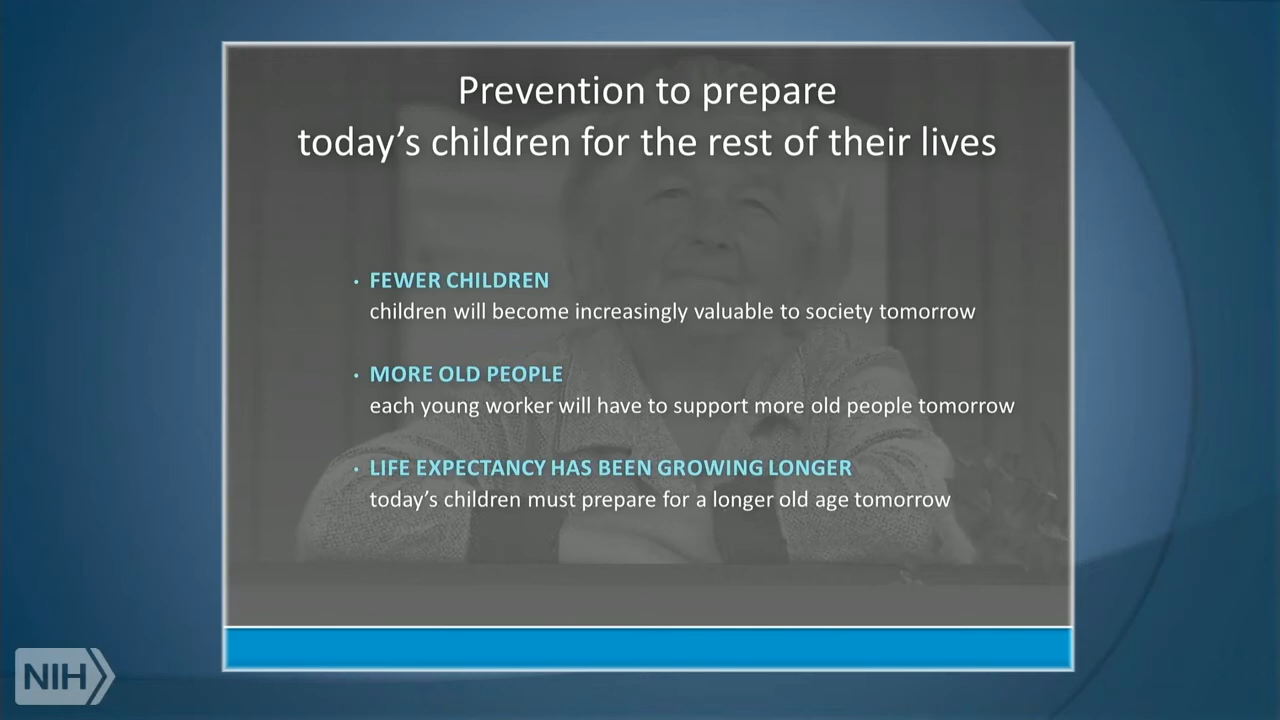 Prevention to prepare
today's children for the rest of their lives
• FEWER CHILDREN
children will become increasingly valuable to society tomorrow
• MORE OLD PEOPLE
each young worker will have to support more old people tomorrow
• LIFE EXPECTANCY HAS BEEN GROWING LONGER
today's children must prepare for a longer old age tomorrow
NIH